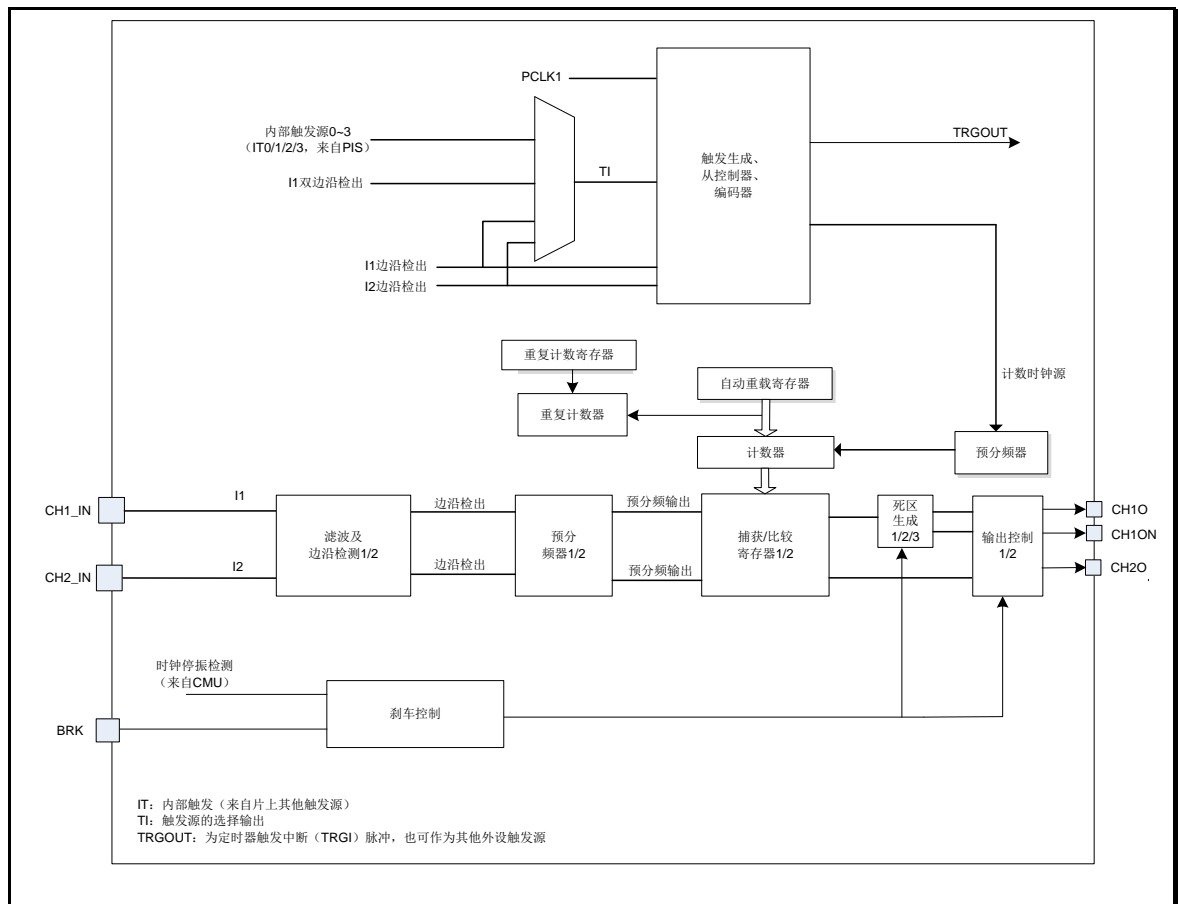 PCLK1
内部触发源0~3
（IT0/1/2/3，来自PIS）
I1双边沿检出
TI
触发生成、
从控制器、
编码器
TRGOUT
I1边沿检出
I2边沿检出
重复计数寄存器
自动重载寄存器
计数时钟源
重复计数器
计数器
预分频器
CH1_IN
I1
滤波及
边沿检测1/2
边沿检出
预分
频器1/2
预分频输出
捕获/比较
寄存器1/2
死区
生成
1/2/3
输出控制
1/2
CH1O
CH1ON
CH2_IN
I2
边沿检出
预分频输出
CH2O
时钟停振检测
（来自CMU）
刹车控制
BRK
IT：内部触发（来自片上其他触发源）
TI：触发源的选择输出
TRGOUT：为定时器触发中断（TRGI）脉冲，也可作为其他外设触发源